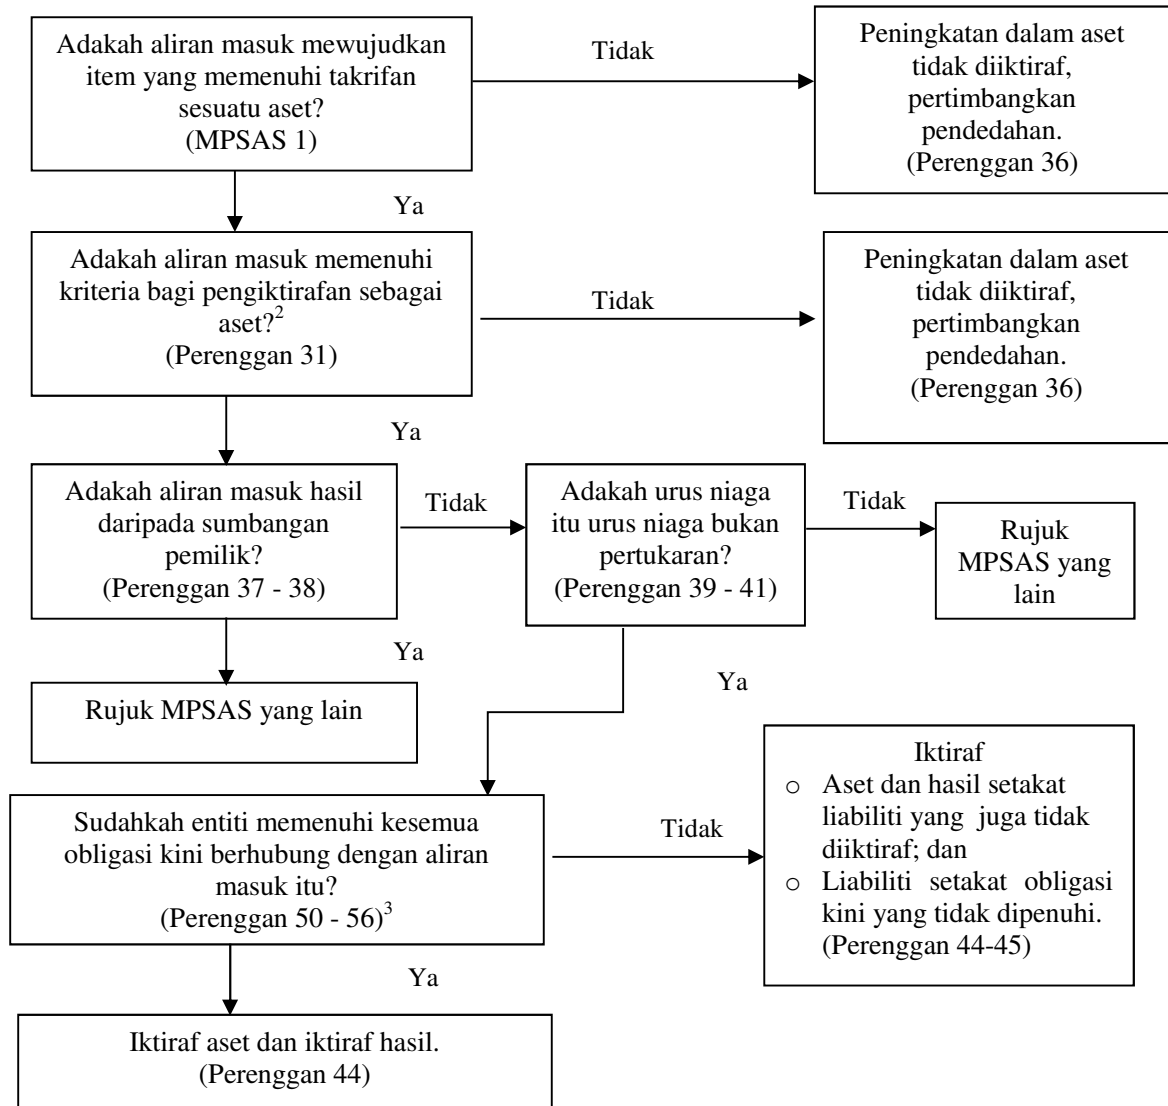 Adakah aliran masuk mewujudkan
item yang memenuhi takrifan
sesuatu aset?
(MPSAS 1)
Tidak
Peningkatan dalam aset
tidak diiktiraf,
pertimbangkan
pendedahan.
(Perenggan 36)
Ya
Adakah aliran masuk memenuhi
kriteria bagi pengiktirafan sebagai
aset?2
(Perenggan 31)
Tidak
Peningkatan dalam aset
tidak diiktiraf,
pertimbangkan
pendedahan.
(Perenggan 36)
Ya
Adakah aliran masuk hasil
daripada sumbangan
pemilik?
(Perenggan 37 - 38)
Tidak
Adakah urus niaga
itu urus niaga bukan
pertukaran?
(Perenggan 39 - 41)
Tidak
Rujuk
MPSAS yang
lain
Ya
Rujuk MPSAS yang lain
Ya
Sudahkah entiti memenuhi kesemua
obligasi kini berhubung dengan aliran
masuk itu?
(Perenggan 50 - 56)3
Tidak
Iktiraf
o Aset dan hasil setakat
liabiliti yang juga tidak
diiktiraf; dan
o Liabiliti setakat obligasi
kini yang tidak dipenuhi.
(Perenggan 44-45)
Ya
Iktiraf aset dan iktiraf hasil.
(Perenggan 44)